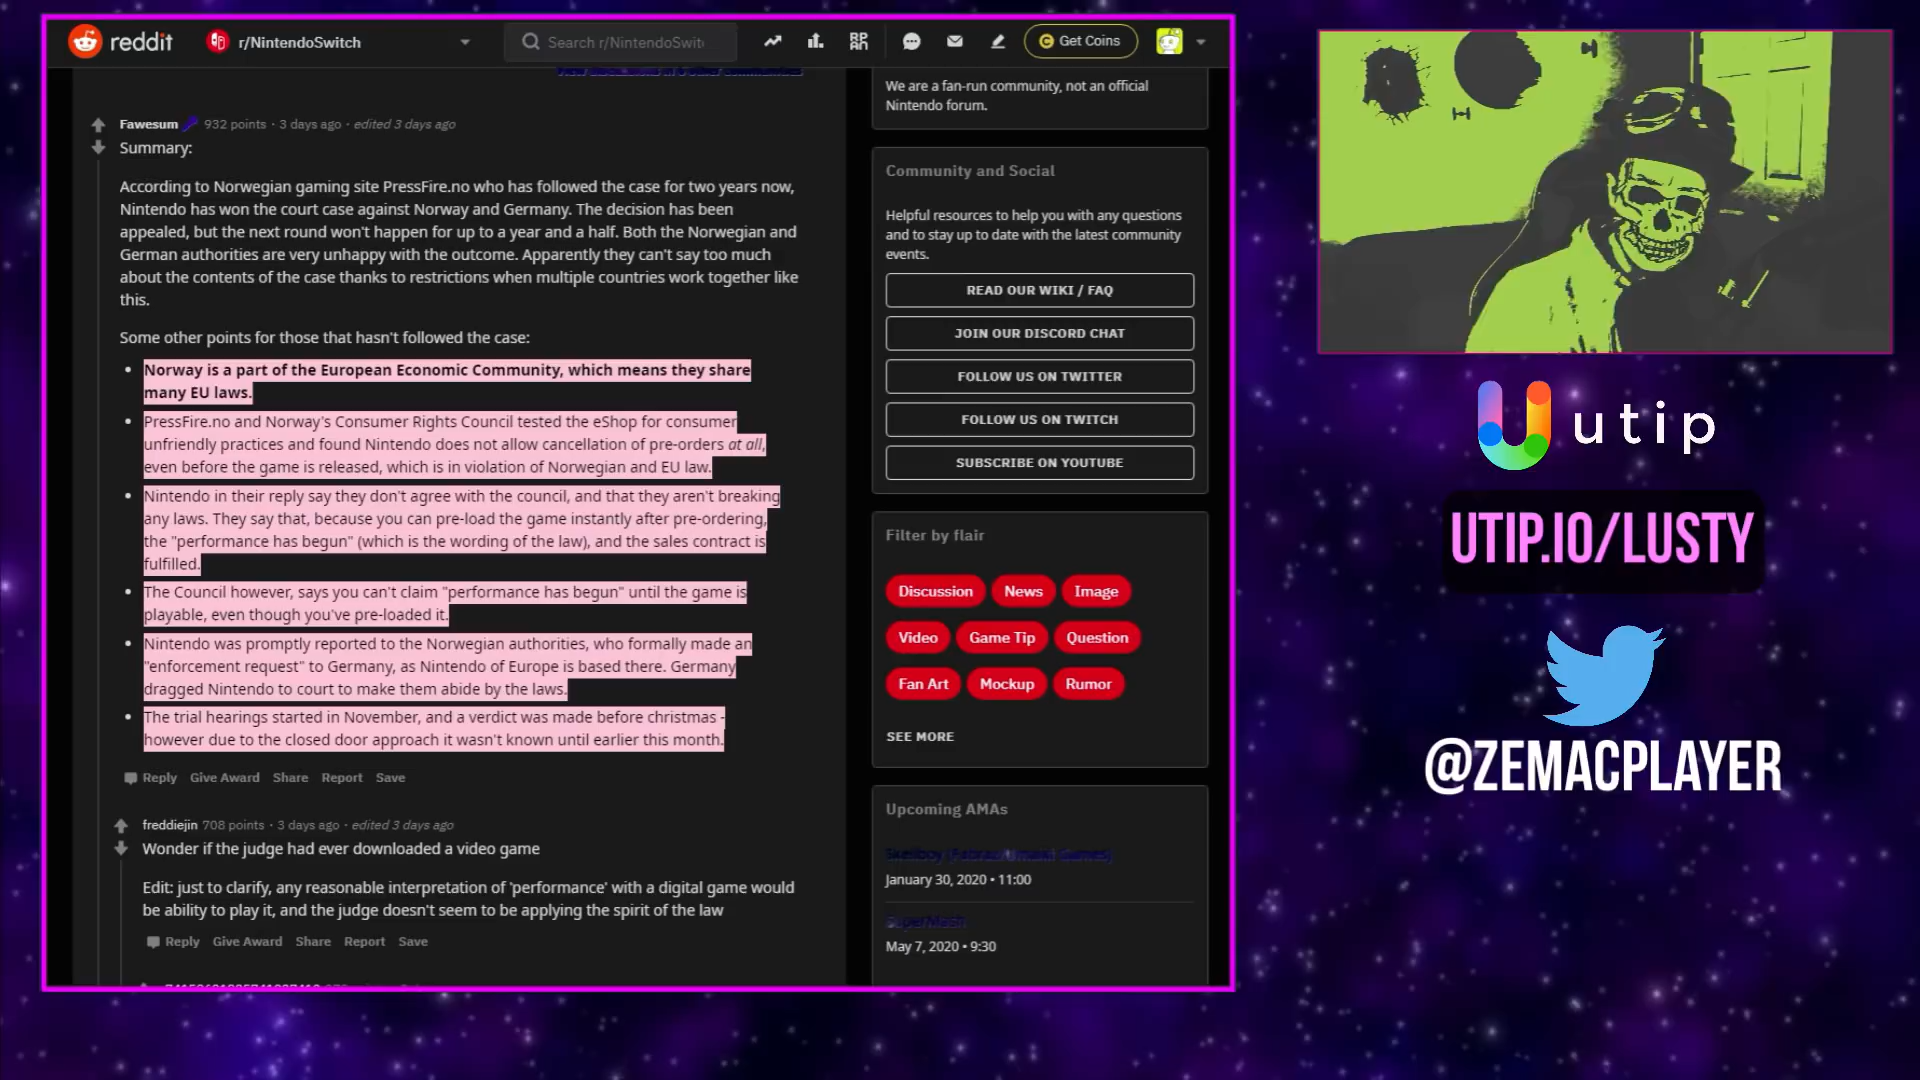 reddit
r/NintendoSwitch
Search r/NintendoSwit
Get Coins
Fawesum 932 points · 3 days ago · edited 3 days ago
Summary:
According to Norwegian gaming site PressFire.no who has followed the case for two years now,
Nintendo has won the court case against Norway and Germany. The decision has been
appealed, but the next round won't happen for up to a year and a half. Both the Norwegian and
German authorities are very unhappy with the outcome. Apparently they can't say too much
about the contents of the case thanks to restrictions when multiple countries work together like
this.
Some other points for those that hasn't followed the case:
• Norway is a part of the European Economic Community, which means they share
many EU laws.
• PressFire.no and Norway's Consumer Rights Council tested the eShop for consumer
unfriendly practices and found Nintendo does not allow cancellation of pre-orders at all,
even before the game is released, which is in violation of Norwegian and EU law.
• Nintendo in their reply say they don't agree with the council, and that they aren't breaking
any laws. They say that, because you can pre-load the game instantly after pre-ordering,
the "performance has begun" (which is the wording of the law), and the sales contract is
fulfilled.
• The Council however, says you can't claim "performance has begun" until the game is
playable, even though you've pre-loaded it.
• Nintendo was promptly reported to the Norwegian authorities, who formally made an
"enforcement request" to Germany, as Nintendo of Europe is based there. Germany
dragged Nintendo to court to make them abide by the laws.
• The trial hearings started in November, and a verdict was made before christmas -
however due to the closed door approach it wasn't known until earlier this month.
Reply Give Award Share Report Save
freddiejin 708 points · 3 days ago · edited 3 days ago
Wonder if the judge had ever downloaded a video game
Edit: just to clarify, any reasonable interpretation of 'performance' with a digital game would
be ability to play it, and the judge doesn't seem to be applying the spirit of the law
Reply Give Award Share Report Save
We are a fan-run community, not an official
Nintendo forum.
Community and Social
Helpful resources to help you with any questions
and to stay up to date with the latest community
events.
READ OUR WIKI / FAQ
JOIN OUR DISCORD CHAT
FOLLOW US ON TWITTER
FOLLOW US ON TWITCH
SUBSCRIBE ON YOUTUBE
Filter by flair
Discussion News Image
Video Game Tip Question
Fan Art Mockup Rumor
SEE MORE
Upcoming AMAs
January 30, 2020 • 11:00
SuperMash
May 7, 2020 • 9:30
utip
UTIP.IO/LUSTY
@ZEMACPLAYER